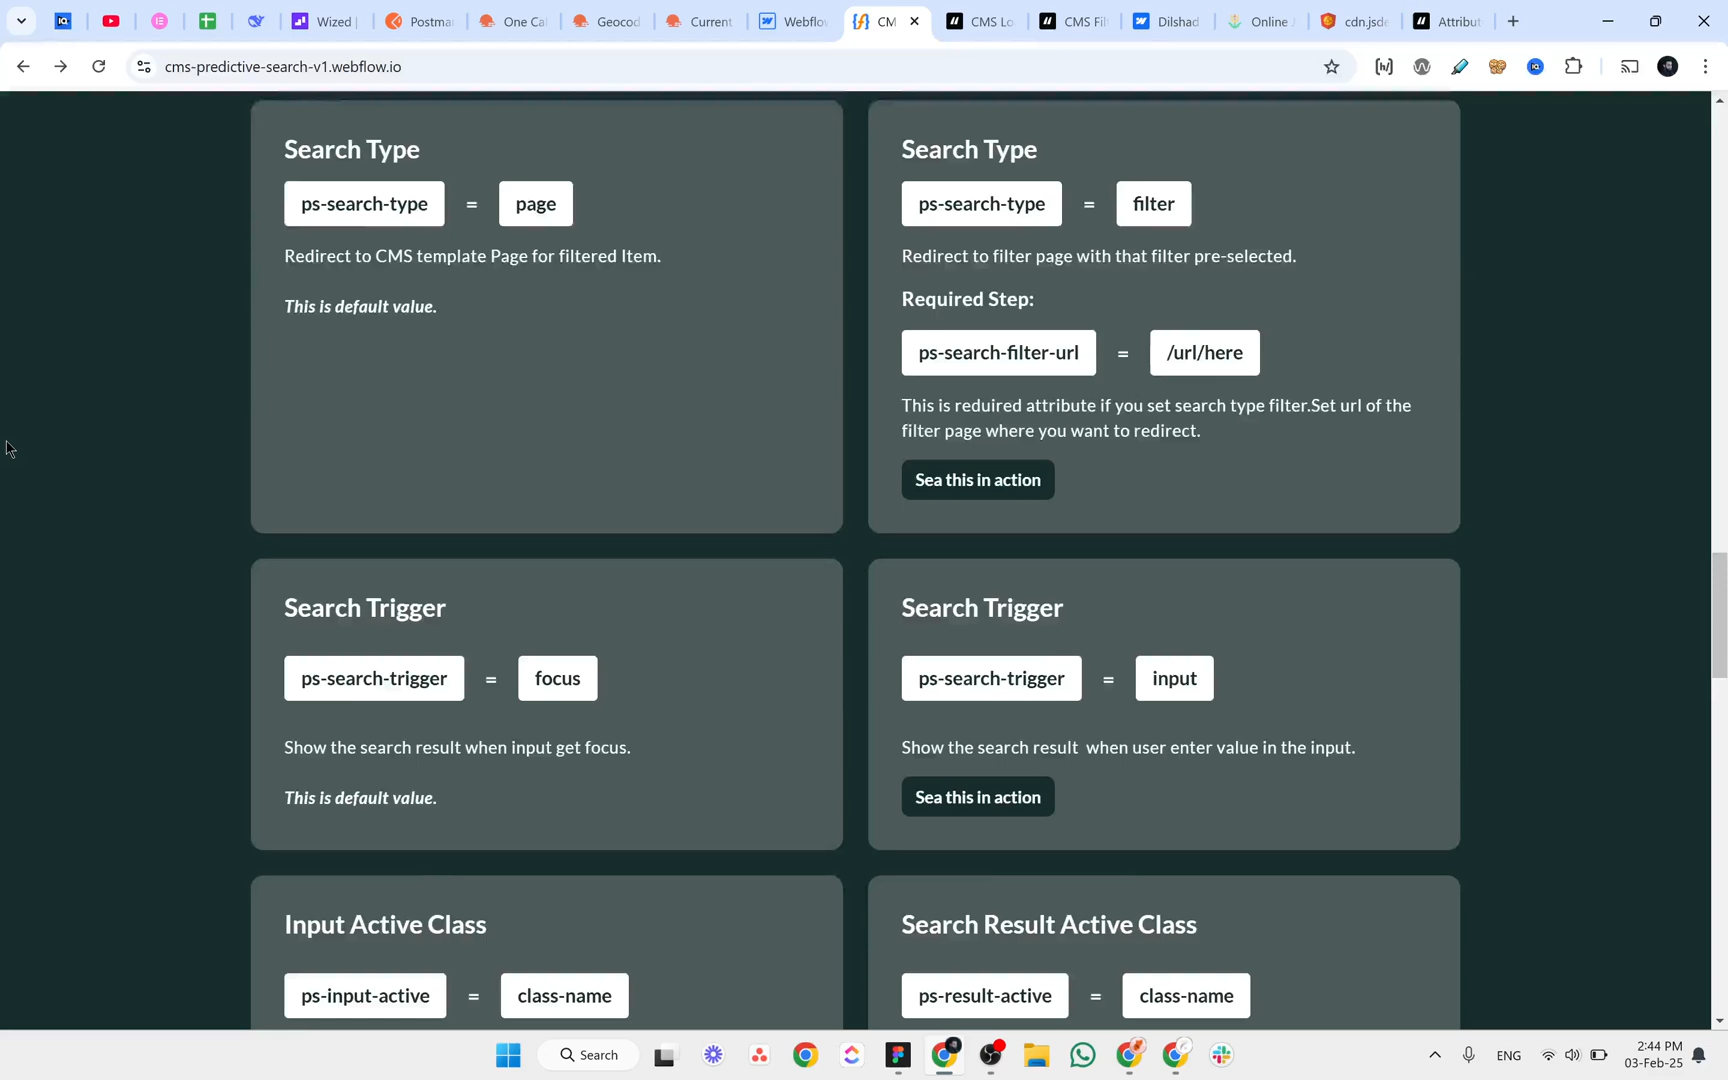 Wized |
Postma
One Ca
Geocod
Current
Webflo
CM
CMS Lo
CMS Fil
Dilshad
Online
cdn.jsde
Attribut
cms-predictive-search-v1.webflow.io
Search Type
ps-search-type = page
Redirect to CMS template Page for filtered Item.
This is default value.
Search Type
ps-search-type = filter
Redirect to filter page with that filter pre-selected.
Required Step:
ps-search-filter-url = /url/here
This is reduired attribute if you set search type filter.Set url of the
filter page where you want to redirect.
Sea this in action
Search Trigger
ps-search-trigger = focus
Show the search result when input get focus.
This is default value.
Search Trigger
ps-search-trigger = input
Show the search result when user enter value in the input.
Sea this in action
Input Active Class
ps-input-active = class-name
Search Result Active Class
ps-result-active = class-name
Search
ENG
2:44 PM
03-Feb-25